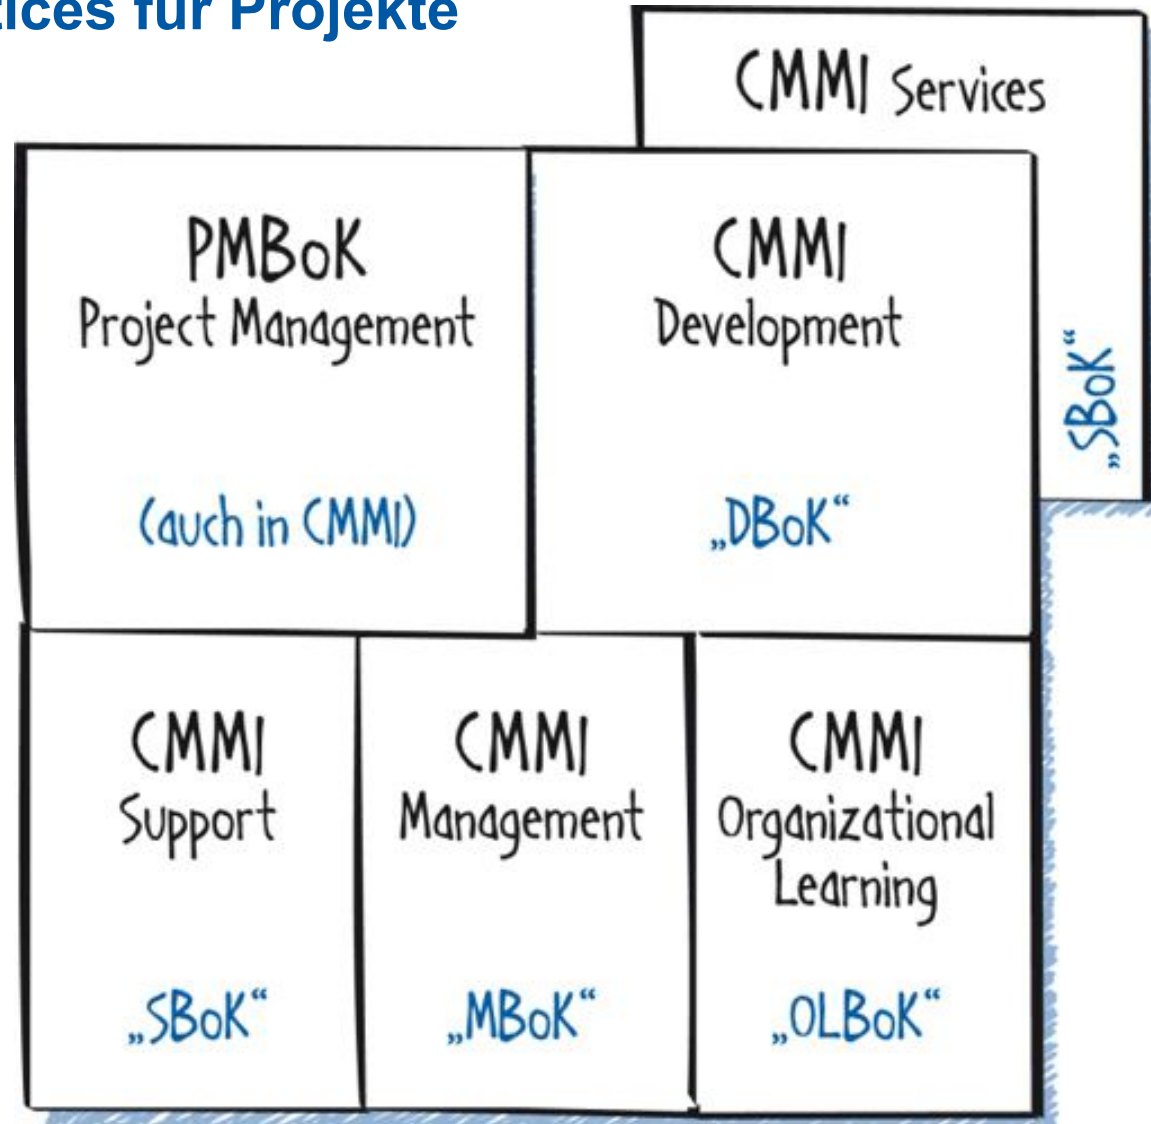 tices für Projekte
CMMI Services
„SBoK“
PMBoK
Project Management
(auch in CMMI)
CMMI
Development
„DBoK“
CMMI
Support
„SBoK“
CMMI
Management
„MBoK“
CMMI
Organizational
Learning
„OLBoK“